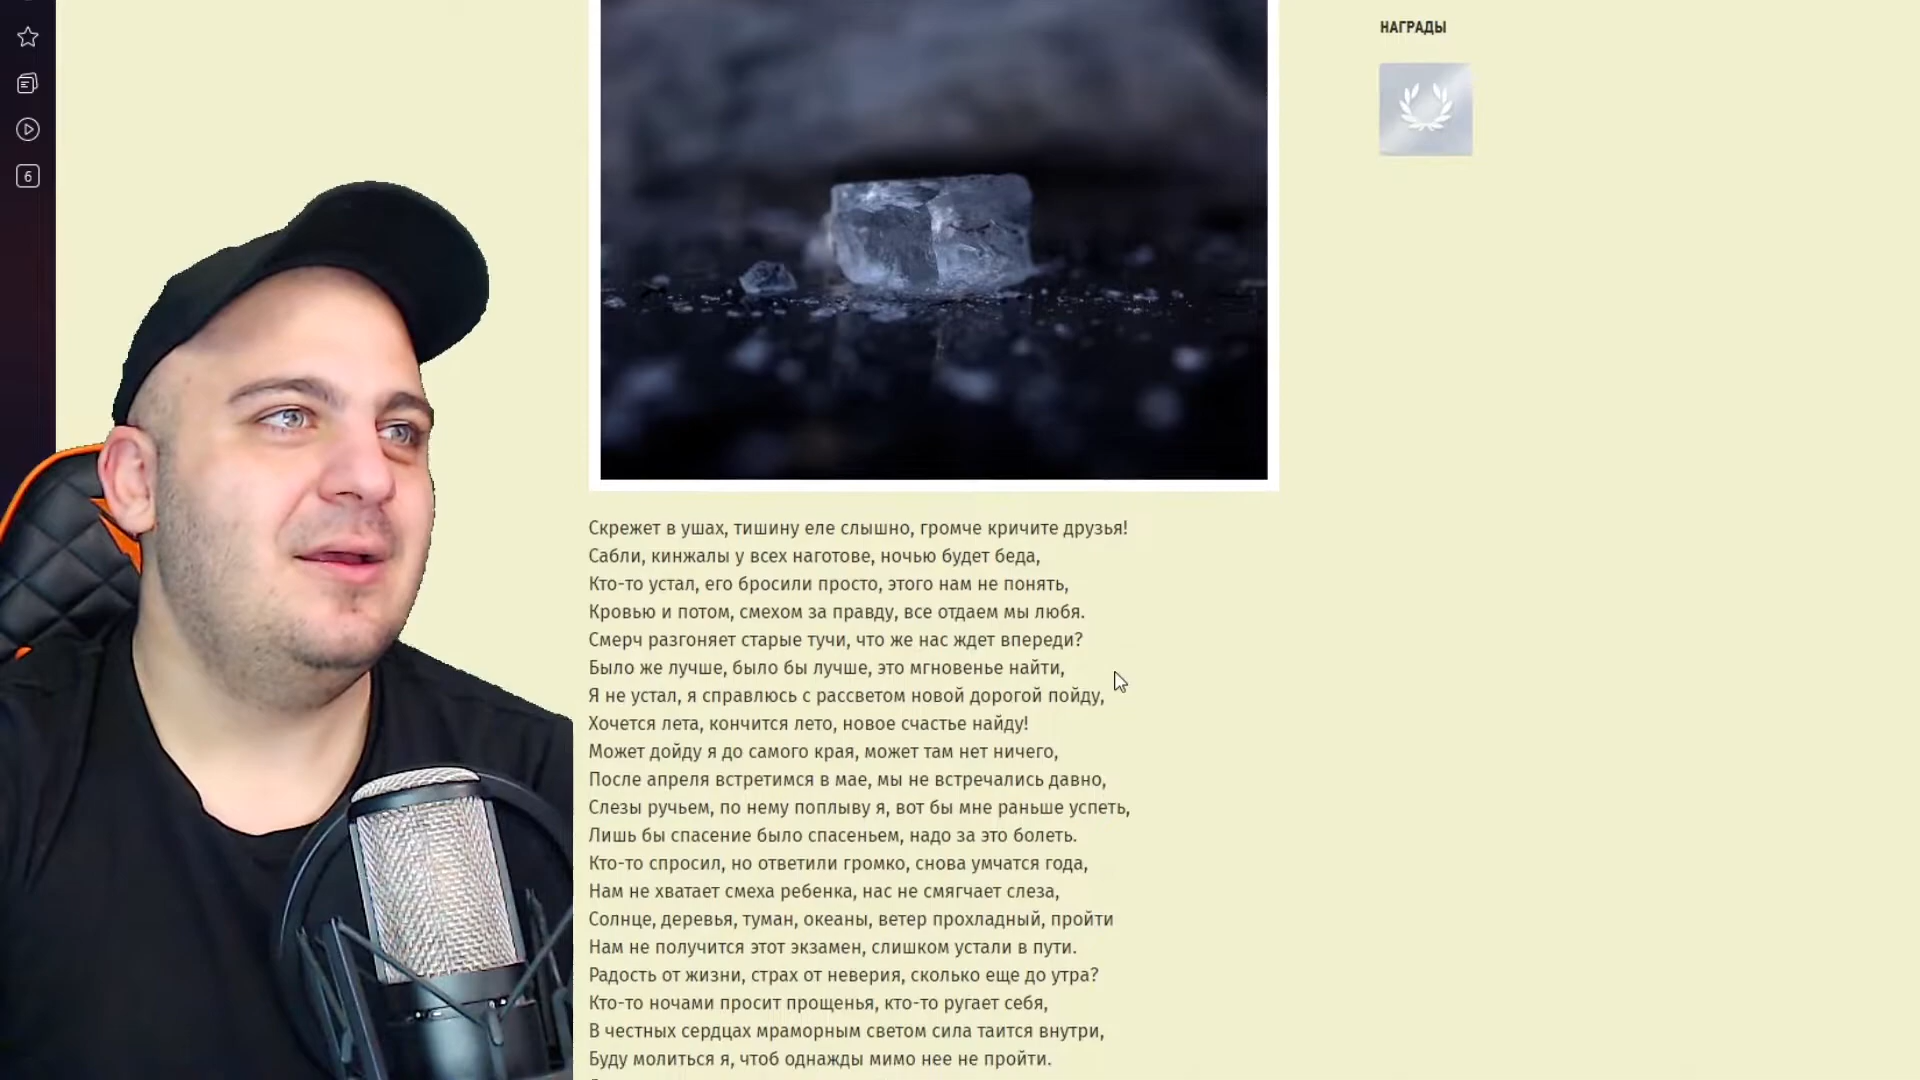 НАГРАДЫ
6
Скрежет в ушах, тишину еле слышно, громче кричите друзья!
Сабли, кинжалы у всех наготове, ночью будет беда,
Кто-то устал, его бросили просто, этого нам не понять,
Кровью и потом, смехом за правду, все отдаем мы любя.
Смерч разгоняет старые тучи, что же нас ждет впереди?
Было же лучше, было бы лучше, это мгновенье найти,
Я не устал, я справлюсь с рассветом новой дорогой пойду,
Хочется лета, кончится лето, новое счастье найду!
Может дойду я до самого края, может там нет ничего,
После апреля встретимся в мае, мы не встречались давно,
Слезы ручьем, по нему поплыву я, вот бы мне раньше успеть,
Лишь бы спасение было спасеньем, надо за это болеть.
Кто-то спросил, но ответили громко, снова умчатся года,
Нам не хватает смеха ребенка, нас не смягчает слеза,
Солнце, деревья, туман, океаны, ветер прохладный, пройти
Нам не получится этот экзамен, слишком устали в пути.
Радость от жизни, страх от неверия, сколько еще до утра?
Кто-то ночами просит прощенья, кто-то ругает себя,
В честных сердцах мраморным светом сила таится внутри,
Буду молиться я, чтоб однажды мимо нее не пройти.